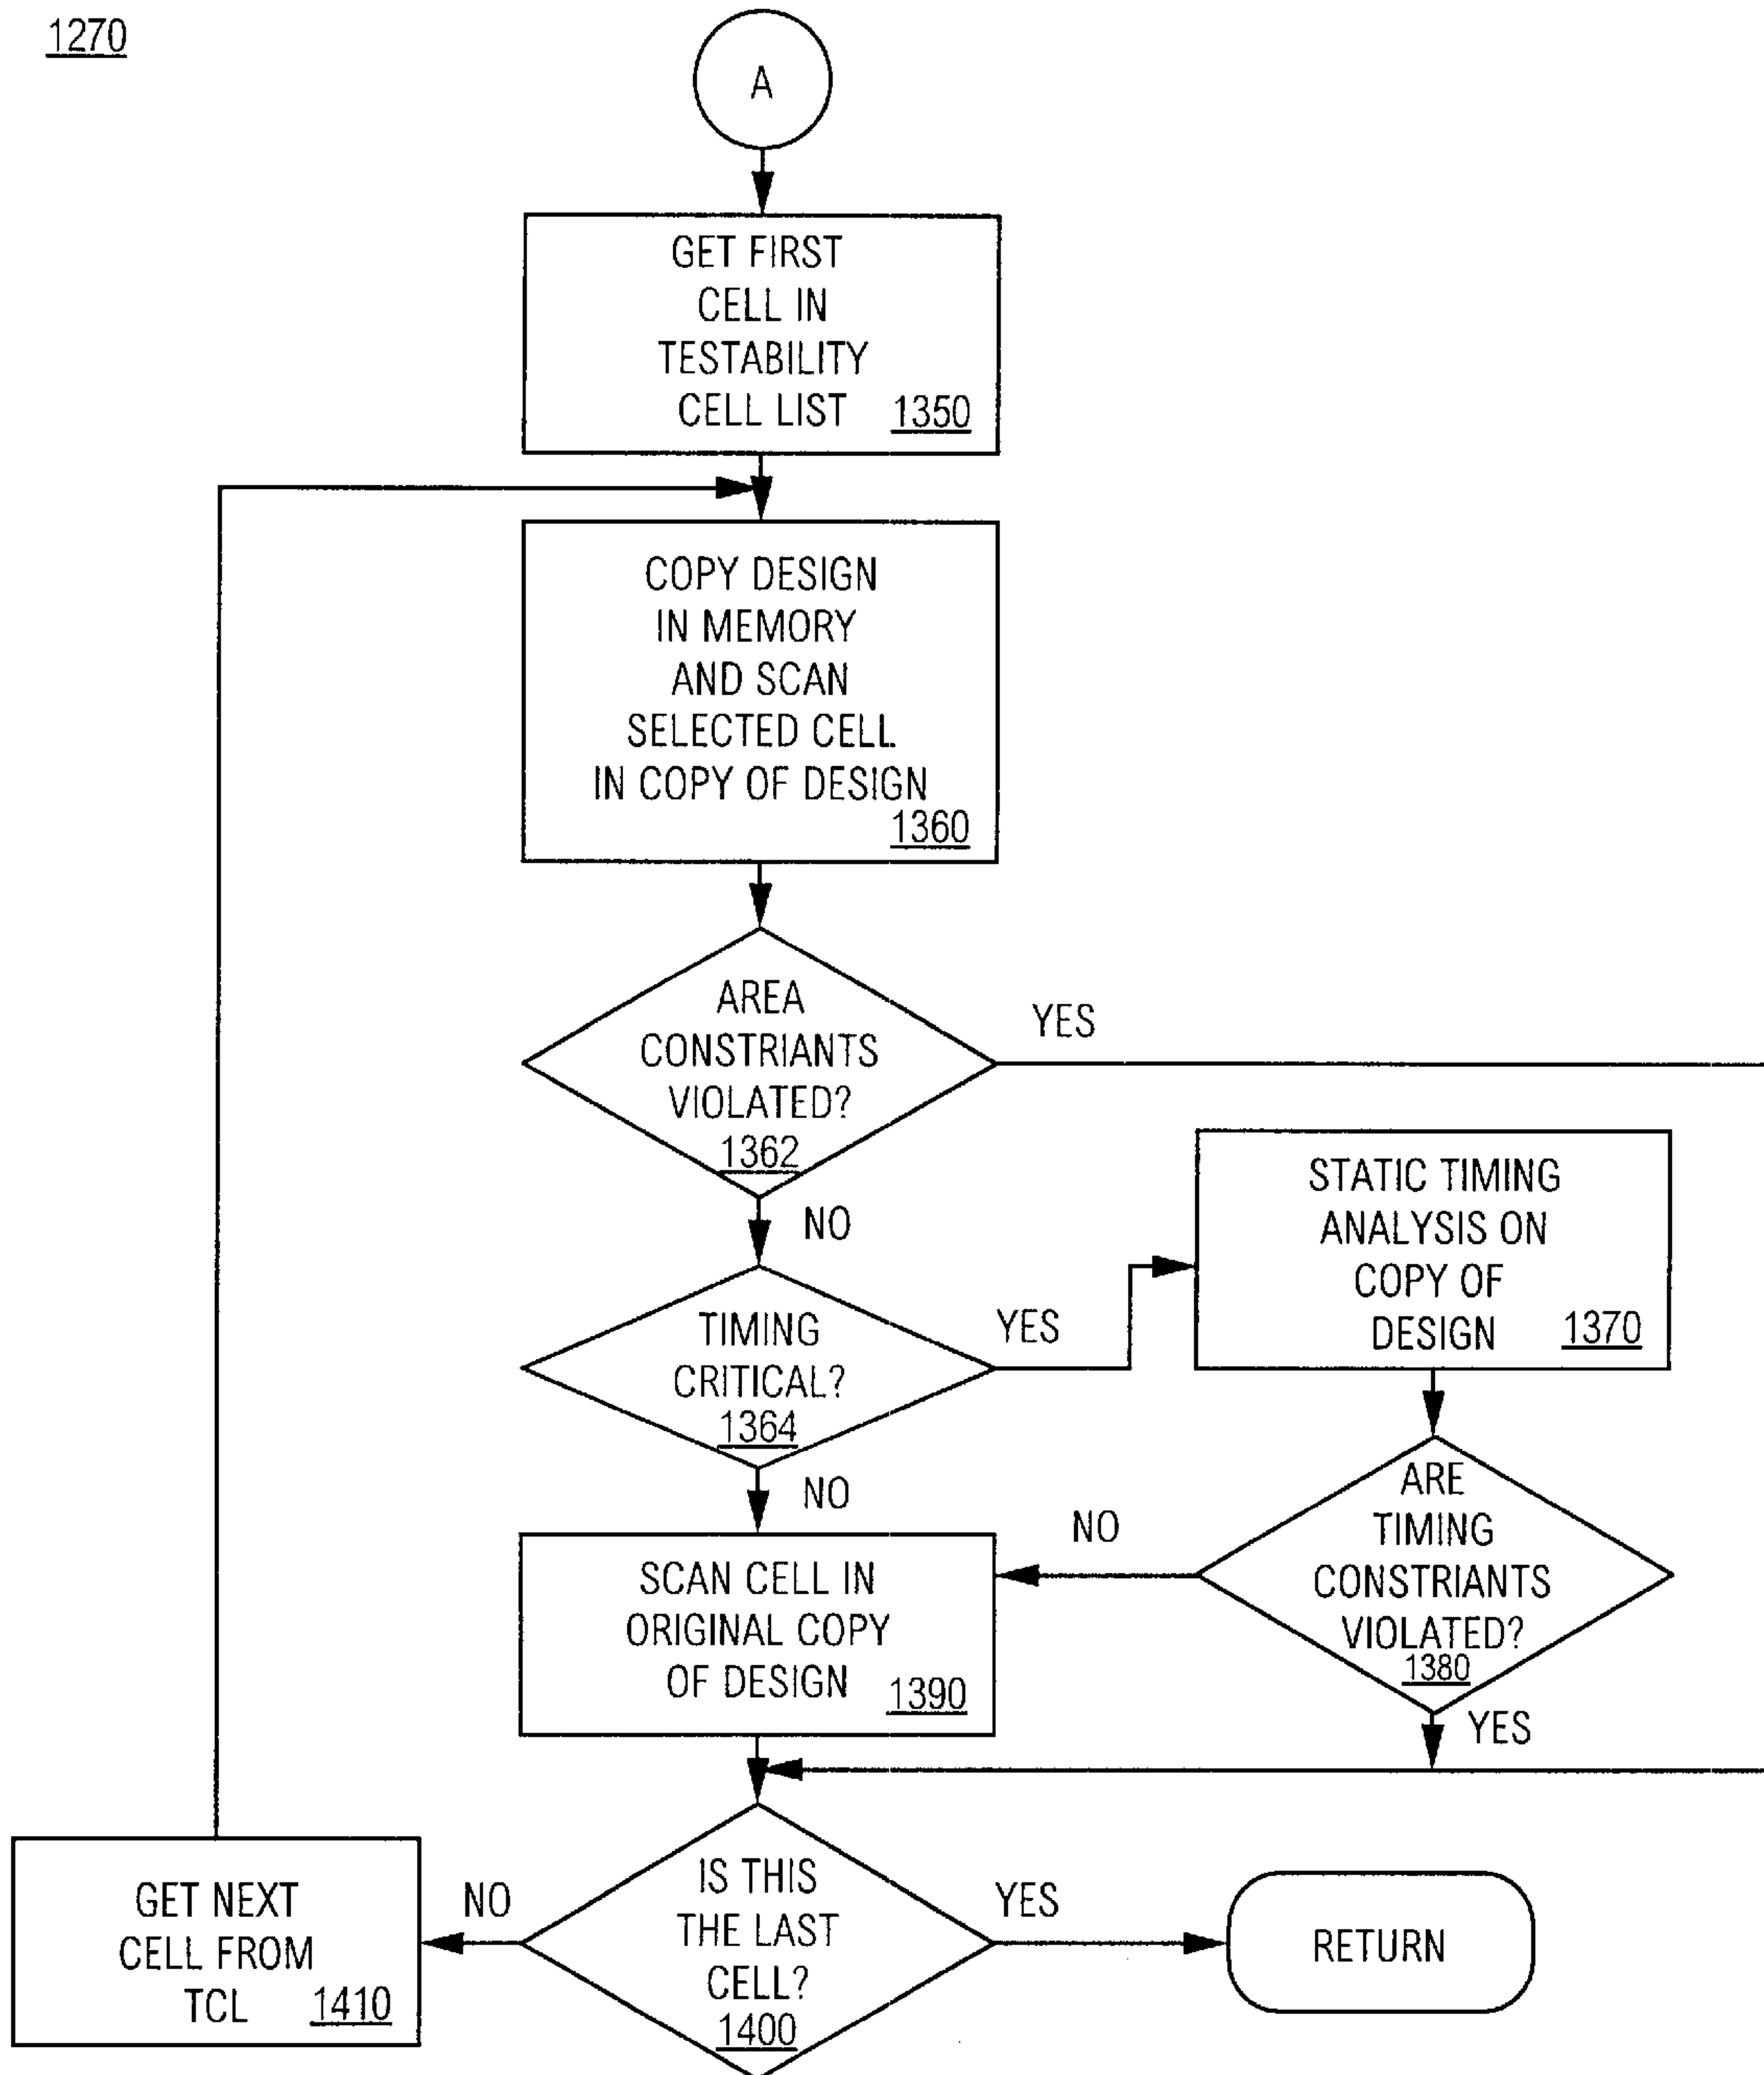 1270
A
GET FIRST
CELL IN
TESTABILITY
CELL LIST 1350
COPY DESIGN
IN MEMORY
AND SCAN
SELECTED CELL
IN COPY OF DESIGN
1360
AREA
CONSTRIANTS
VIOLATED?
1362
YES
NO
TIMING
CRITICAL?
1364
YES
NO
STATIC TIMING
ANALYSIS ON
COPY OF
DESIGN 1370
ARE
TIMING
CONSTRIANTS
VIOLATED?
1380
NO
YES
SCAN CELL IN
ORIGINAL COPY
OF DESIGN 1390
IS THIS
THE LAST
CELL?
1400
NO
YES
GET NEXT
CELL FROM
TCL 1410
RETURN